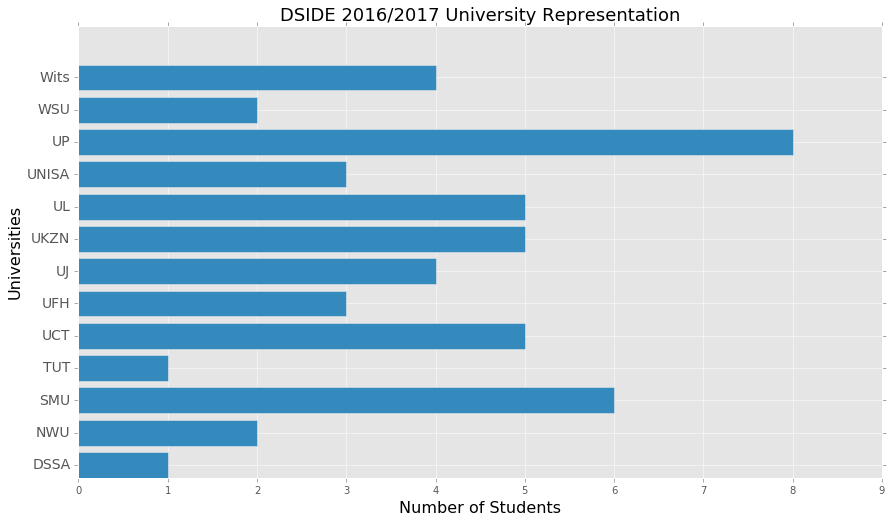 DSIDE 2016/2017 University Representation
Wits
WSU
UP
UNISA
UL
UKZN
UJ
UFH
UCT
TUT
SMU
NWU
DSSA
Universities
0 1 2 3 4 5 6 7 8 9
Number of Students